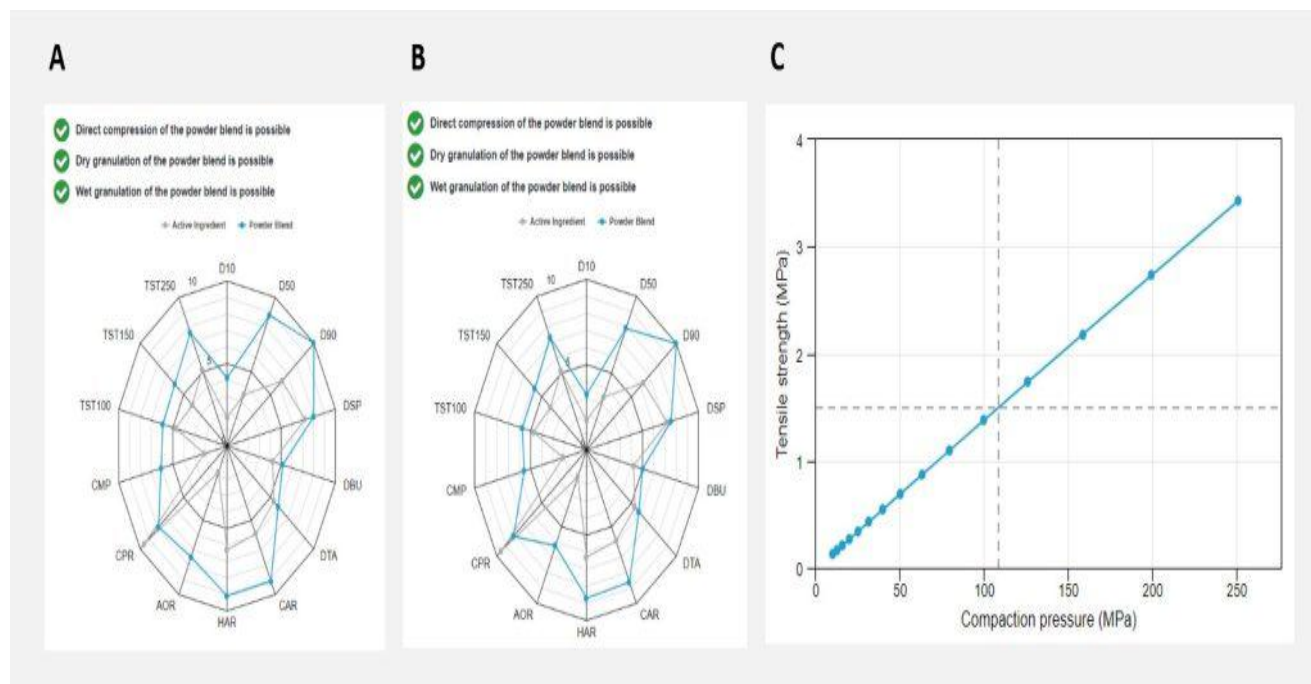 A
B
C
Direct compression of the powder blend is possible
Dry granulation of the powder blend is possible
Wet granulation of the powder blend is possible
Active Ingredient
Powder Blend
D10
D50
D90
DSP
DBU
DTA
CAR
HAR
AOR
CPR
CMP
TST100
TST150
TST250
10
5
Direct compression of the powder blend is possible
Dry granulation of the powder blend is possible
Wet granulation of the powder blend is possible
Active Ingredient
Powder Blend
D10
D50
D90
DSP
DBU
DTA
CAR
HAR
AOR
CPR
CMP
TST100
TST150
TST250
10
Tensile strength (MPa)
4
3
2
1
0
0
50
100
150
200
250
Compaction pressure (MPa)